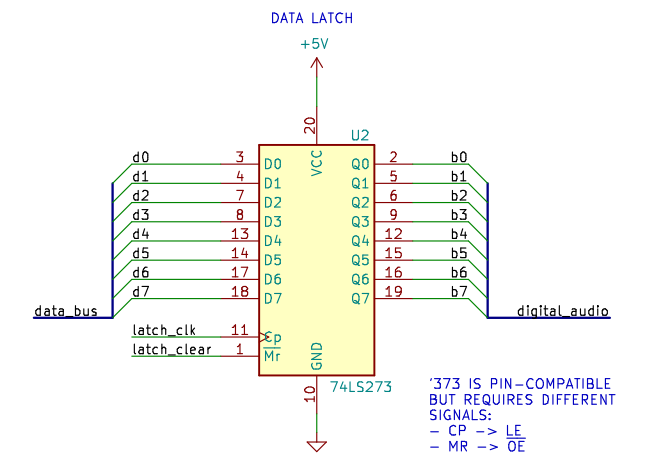 DATA LATCH
+5V
20
U2
VCC
d0 3 D0 Q0 2 b0
d1 4 D1 Q1 5 b1
d2 7 D2 Q2 6 b2
d3 8 D3 Q3 9 b3
d4 13 D4 Q4 12 b4
d5 14 D5 Q5 15 b5
d6 17 D6 Q6 16 b6
d7 18 D7 Q7 19 b7
data_bus digital_audio
latch_clk 11 Cp
latch_clear 1 Mr
GND
10
74LS273
'373 IS PIN-COMPATIBLE
BUT REQUIRES DIFFERENT
SIGNALS:
- CP -> LE
- MR -> OE